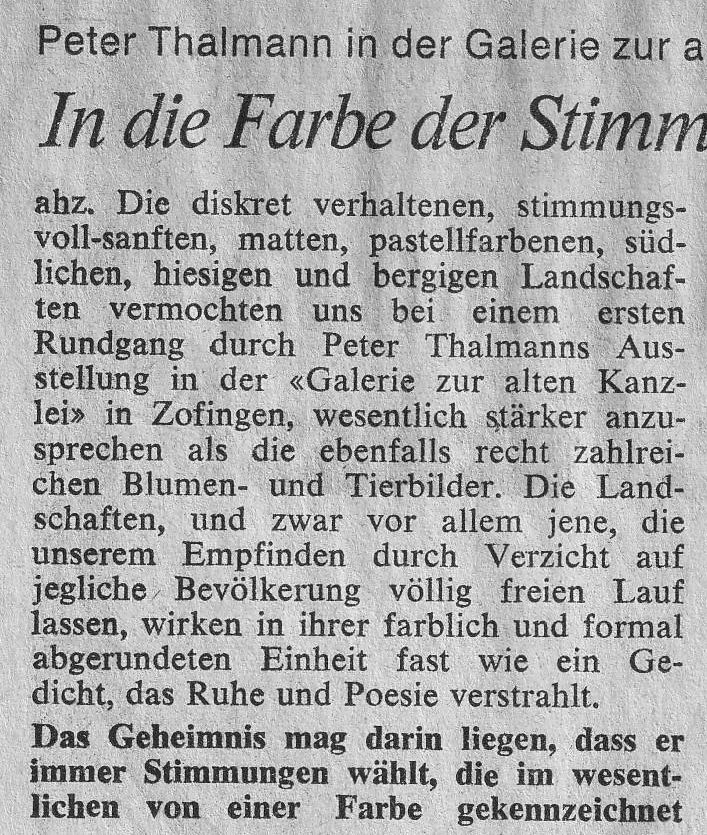 Peter Thalmann in der Galerie zur a
In die Farbe der Stimm
ahz. Die diskret verhaltenen, stimmungs-
voll-sanften, matten, pastellfarbenen, süd-
lichen, hiesigen und bergigen Landschaf-
ten vermochten uns bei einem ersten
Rundgang durch Peter Thalmanns Aus-
stellung in der «Galerie zur alten Kanz-
lei» in Zofingen, wesentlich stärker anzu-
sprechen als die ebenfalls recht zahlrei-
chen Blumen- und Tierbilder. Die Land-
schaften, und zwar vor allem jene, die
unserem Empfinden durch Verzicht auf
jegliche Bevölkerung völlig freien Lauf
lassen, wirken in ihrer farblich und formal
abgerundeten Einheit fast wie ein Ge-
dicht, das Ruhe und Poesie verstrahlt.
Das Geheimnis mag darin liegen, dass er
immer Stimmungen wählt, die im wesent-
lichen von einer Farbe gekennzeichnet